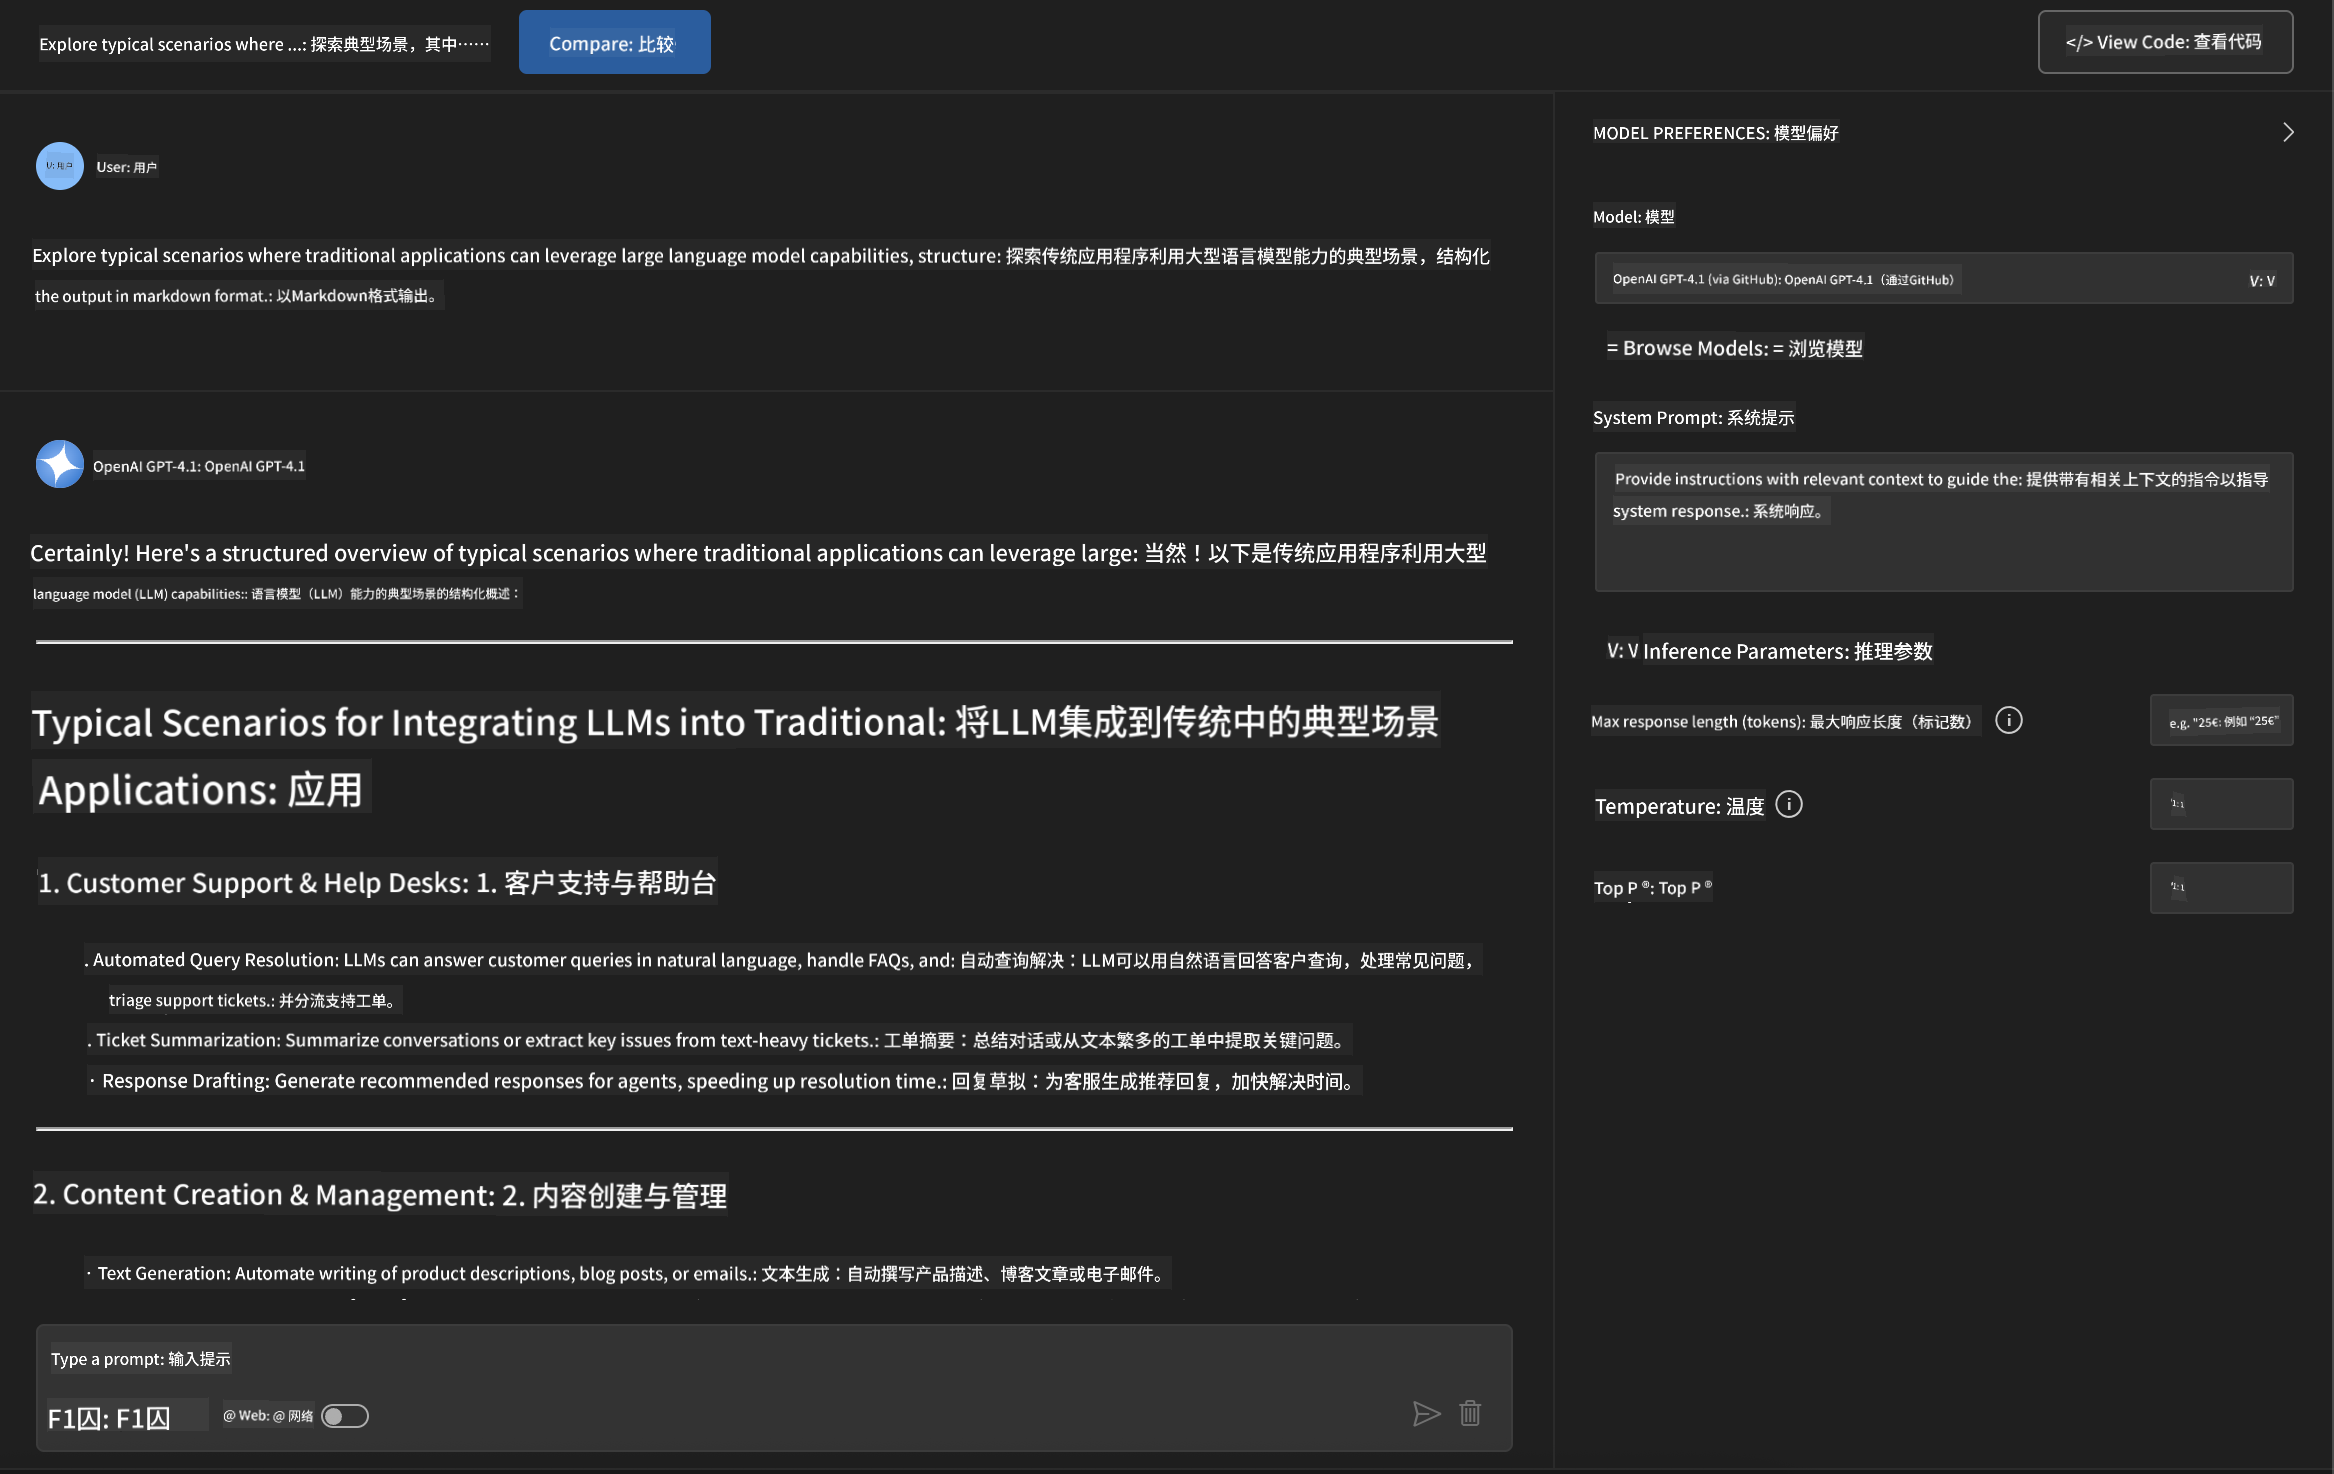 Explore typical scenarios where ...: 探索典型场景，其中……
Compare: 比较
</> View Code: 查看代码
U: 用户
User: 用户
Explore typical scenarios where traditional applications can leverage large language model capabilities, structure: 探索传统应用程序利用大型语言模型能力的典型场景，结构化
the output in markdown format.: 以Markdown格式输出。
OpenAI GPT-4.1: OpenAI GPT-4.1
Certainly! Here's a structured overview of typical scenarios where traditional applications can leverage large: 当然！以下是传统应用程序利用大型
language model (LLM) capabilities:: 语言模型（LLM）能力的典型场景的结构化概述：
Typical Scenarios for Integrating LLMs into Traditional: 将LLM集成到传统中的典型场景
Applications: 应用
1. Customer Support & Help Desks: 1. 客户支持与帮助台
. Automated Query Resolution: LLMs can answer customer queries in natural language, handle FAQs, and: 自动查询解决：LLM可以用自然语言回答客户查询，处理常见问题，
triage support tickets.: 并分流支持工单。
. Ticket Summarization: Summarize conversations or extract key issues from text-heavy tickets.: 工单摘要：总结对话或从文本繁多的工单中提取关键问题。
· Response Drafting: Generate recommended responses for agents, speeding up resolution time.: 回复草拟：为客服生成推荐回复，加快解决时间。
2. Content Creation & Management: 2. 内容创建与管理
· Text Generation: Automate writing of product descriptions, blog posts, or emails.: 文本生成：自动撰写产品描述、博客文章或电子邮件。
Type a prompt: 输入提示
F1囚: F1囚
@ Web: @ 网络
MODEL PREFERENCES: 模型偏好
Model: 模型
OpenAI GPT-4.1 (via GitHub): OpenAI GPT-4.1（通过GitHub）
V: V
= Browse Models: = 浏览模型
System Prompt: 系统提示
Provide instructions with relevant context to guide the: 提供带有相关上下文的指令以指导
system response.: 系统响应。
V: V Inference Parameters: 推理参数
Max response length (tokens): 最大响应长度（标记数）
e.g. "25€: 例如 “25€”
Temperature: 温度
Top P ®: Top P ®